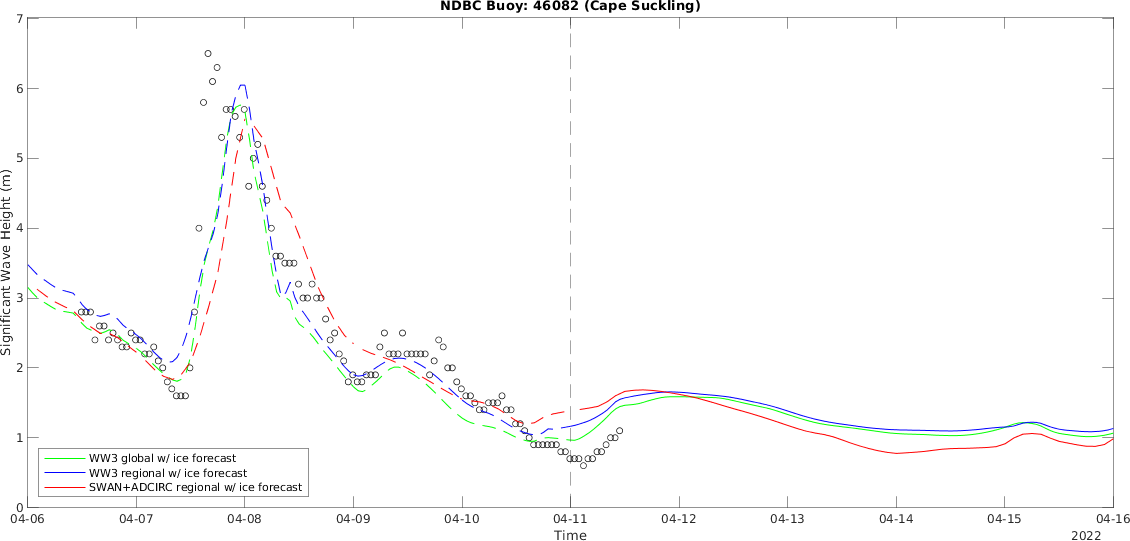 NDBC Buoy: 46082 (Cape Suckling)
7
6
5
4
3
2
1
0
Significant Wave Height (m)
WW3 global w/ ice forecast
WW3 regional w/ ice forecast
SWAN+ADCIRC regional w/ ice forecast
04-06 04-07 04-08 04-09 04-10 04-11 04-12 04-13 04-14 04-15 04-16
Time
2022